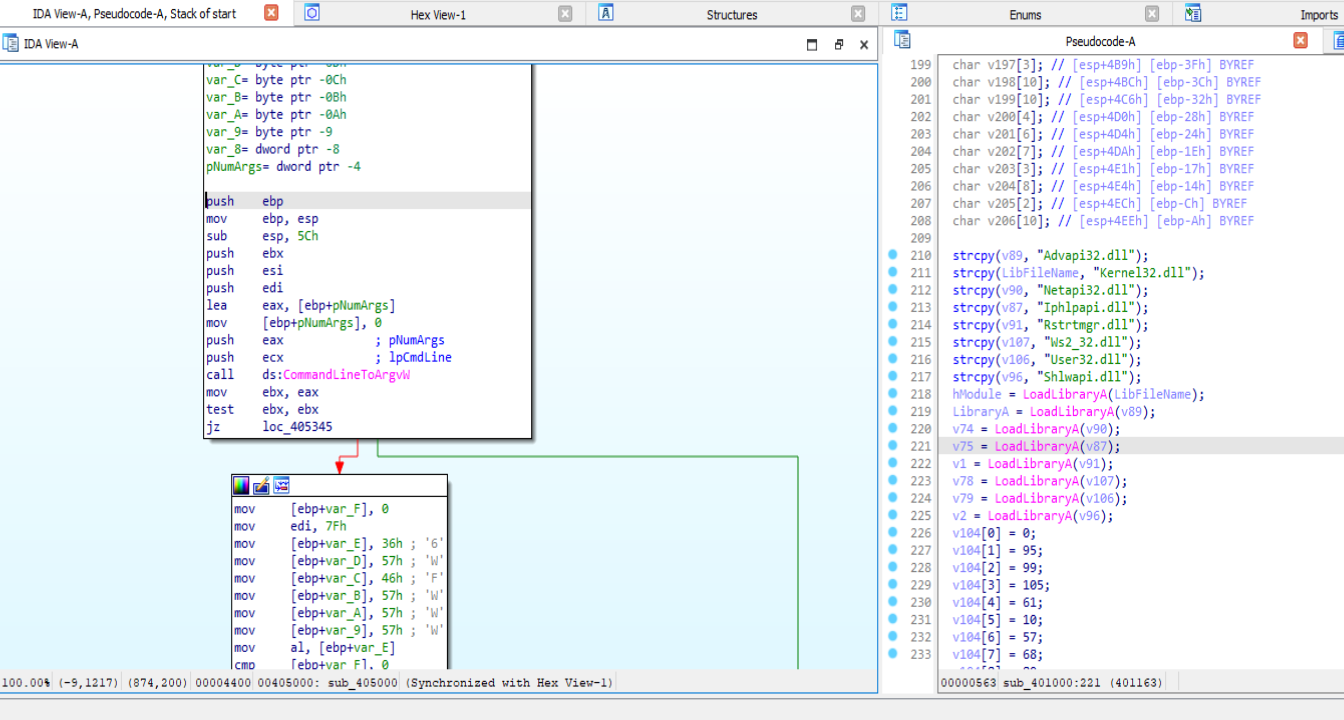 IDA View-A, Pseudocode-A, Stack of start
Hex View-1
Structures
Enums
Imports
IDA View-A
var_C= byte ptr -0Ch
var_B= byte ptr -0Bh
var_A= byte ptr -0Ah
var_9= byte ptr -9
var_8= dword ptr -8
pNumArgs= dword ptr -4
push ebp
mov ebp, esp
sub esp, 5Ch
push ebx
push esi
push edi
lea eax, [ebp+pNumArgs]
mov [ebp+pNumArgs], 0
push eax ; pNumArgs
push ecx ; lpCmdLine
call ds:CommandLineToArgvW
mov ebx, eax
test ebx, ebx
jz loc_405345
mov [ebp+var_F], 0
mov edi, 7Fh
mov [ebp+var_E], 36h ; '6'
mov [ebp+var_D], 57h ; 'W'
mov [ebp+var_C], 46h ; 'F'
mov [ebp+var_B], 57h ; 'W'
mov [ebp+var_A], 57h ; 'W'
mov [ebp+var_9], 57h ; 'W'
mov al, [ebp+var_E]
cmp [ebp+var_F], 0
100.00% (-9,1217) (874,200) 00004400 00405000: sub_405000 (Synchronized with Hex View-1)
Pseudocode-A
199 char v197[3]; // [esp+4B9h] [ebp-3Fh] BYREF
200 char v198[10]; // [esp+4BCh] [ebp-3Ch] BYREF
201 char v199[10]; // [esp+4C6h] [ebp-32h] BYREF
202 char v200[4]; // [esp+4D0h] [ebp-28h] BYREF
203 char v201[6]; // [esp+4D4h] [ebp-24h] BYREF
204 char v202[7]; // [esp+4DAh] [ebp-1Eh] BYREF
205 char v203[3]; // [esp+4E1h] [ebp-17h] BYREF
206 char v204[8]; // [esp+4E4h] [ebp-14h] BYREF
207 char v205[2]; // [esp+4ECh] [ebp-Ch] BYREF
208 char v206[10]; // [esp+4EEh] [ebp-Ah] BYREF
209
210 strcpy(v89, "Advapi32.dll");
211 strcpy(LibFileName, "Kernel32.dll");
212 strcpy(v90, "Netapi32.dll");
213 strcpy(v87, "Iphlpapi.dll");
214 strcpy(v91, "Rstrtmgr.dll");
215 strcpy(v107, "Ws2_32.dll");
216 strcpy(v106, "User32.dll");
217 strcpy(v96, "Shlwapi.dll");
218 hModule = LoadLibraryA(LibFileName);
219 LibraryA = LoadLibraryA(v89);
220 v74 = LoadLibraryA(v90);
221 v75 = LoadLibraryA(v87);
222 v1 = LoadLibraryA(v91);
223 v78 = LoadLibraryA(v107);
224 v79 = LoadLibraryA(v106);
225 v2 = LoadLibraryA(v96);
226 v104[0] = 0;
227 v104[1] = 95;
228 v104[2] = 99;
229 v104[3] = 105;
230 v104[4] = 61;
231 v104[5] = 10;
232 v104[6] = 57;
233 v104[7] = 68;
00000563 sub_401000:221 (401163)